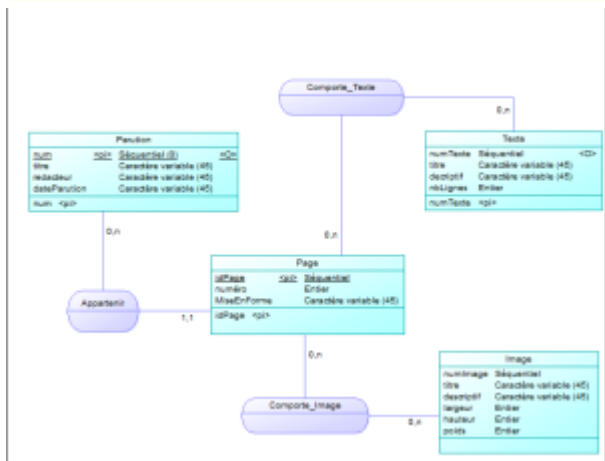 Comporte_Texte
0,n
Parution
num <pi> Séquentiel (8) <O>
titre Caractère variable (45)
redacteur Caractère variable (45)
dateParution Caractère variable (45)
num <pi>
Texte
numTexte Séquentiel <O>
titre Caractère variable (45)
decriptif Caractère variable (45)
nbLignes Entier
numTexte <pi>
0,n
0,n
Page
idPage <pi> Séquentiel
numéro Entier
MiseEnForme Caractère variable (45)
idPage <pi>
Appartenir
1,1
0,n
Image
numImage Séquentiel
titre Caractère variable (45)
descriptif Caractère variable (45)
largeur Entier
hauteur Entier
poids Entier
Comporte_Image
0,n